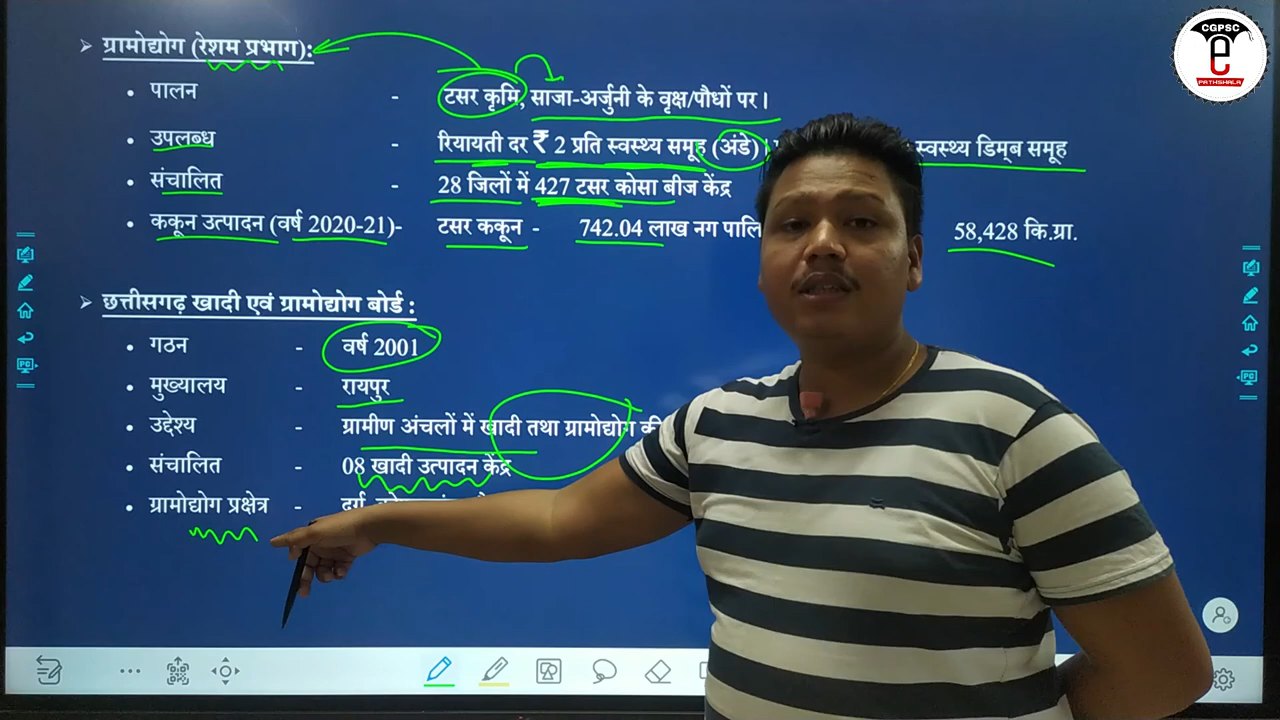 CGPSC
e
PATHSHALA
➢ ग्रामोद्योग (रेशम प्रभाग):
• पालन - टसर कृमि, साजा-अर्जुनी के वृक्ष/पौधों पर।
• उपलब्ध - रियायती दर ₹ 2 प्रति स्वस्थ्य समूह (अंडे)। स्वस्थ्य डिम्ब समूह
• संचालित - 28 जिलों में 427 टसर कोसा बीज केंद्र
• ककून उत्पादन (वर्ष 2020-21)- टसर ककून - 742.04 लाख नग 58,428 कि.ग्रा.
➢ छत्तीसगढ़ खादी एवं ग्रामोद्योग बोर्ड :
• गठन - वर्ष 2001
• मुख्यालय - रायपुर
• उद्देश्य - ग्रामीण अंचलों में खादी तथा ग्रामोद्योग की
• संचालित - 08 खादी उत्पादन केंद्र
• ग्रामोद्योग प्रक्षेत्र -
PC
PC